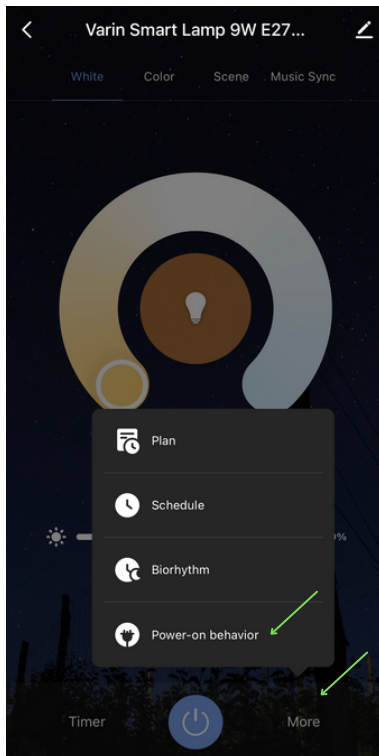 Varin Smart Lamp 9W E27...
White Color Scene Music Sync
Plan
Schedule
%
Biorhythm
Power-on behavior
Timer More